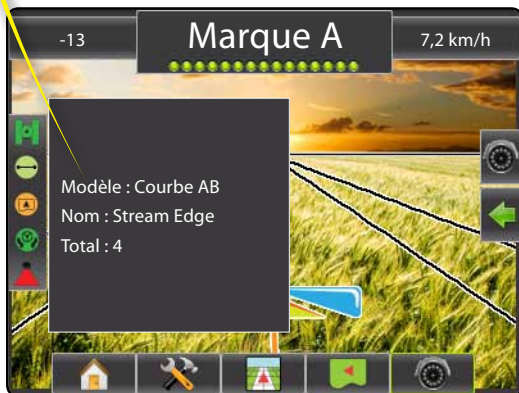 -13
Marque A
7,2 km/h
Modèle : Courbe AB
Nom : Stream Edge
Total : 4